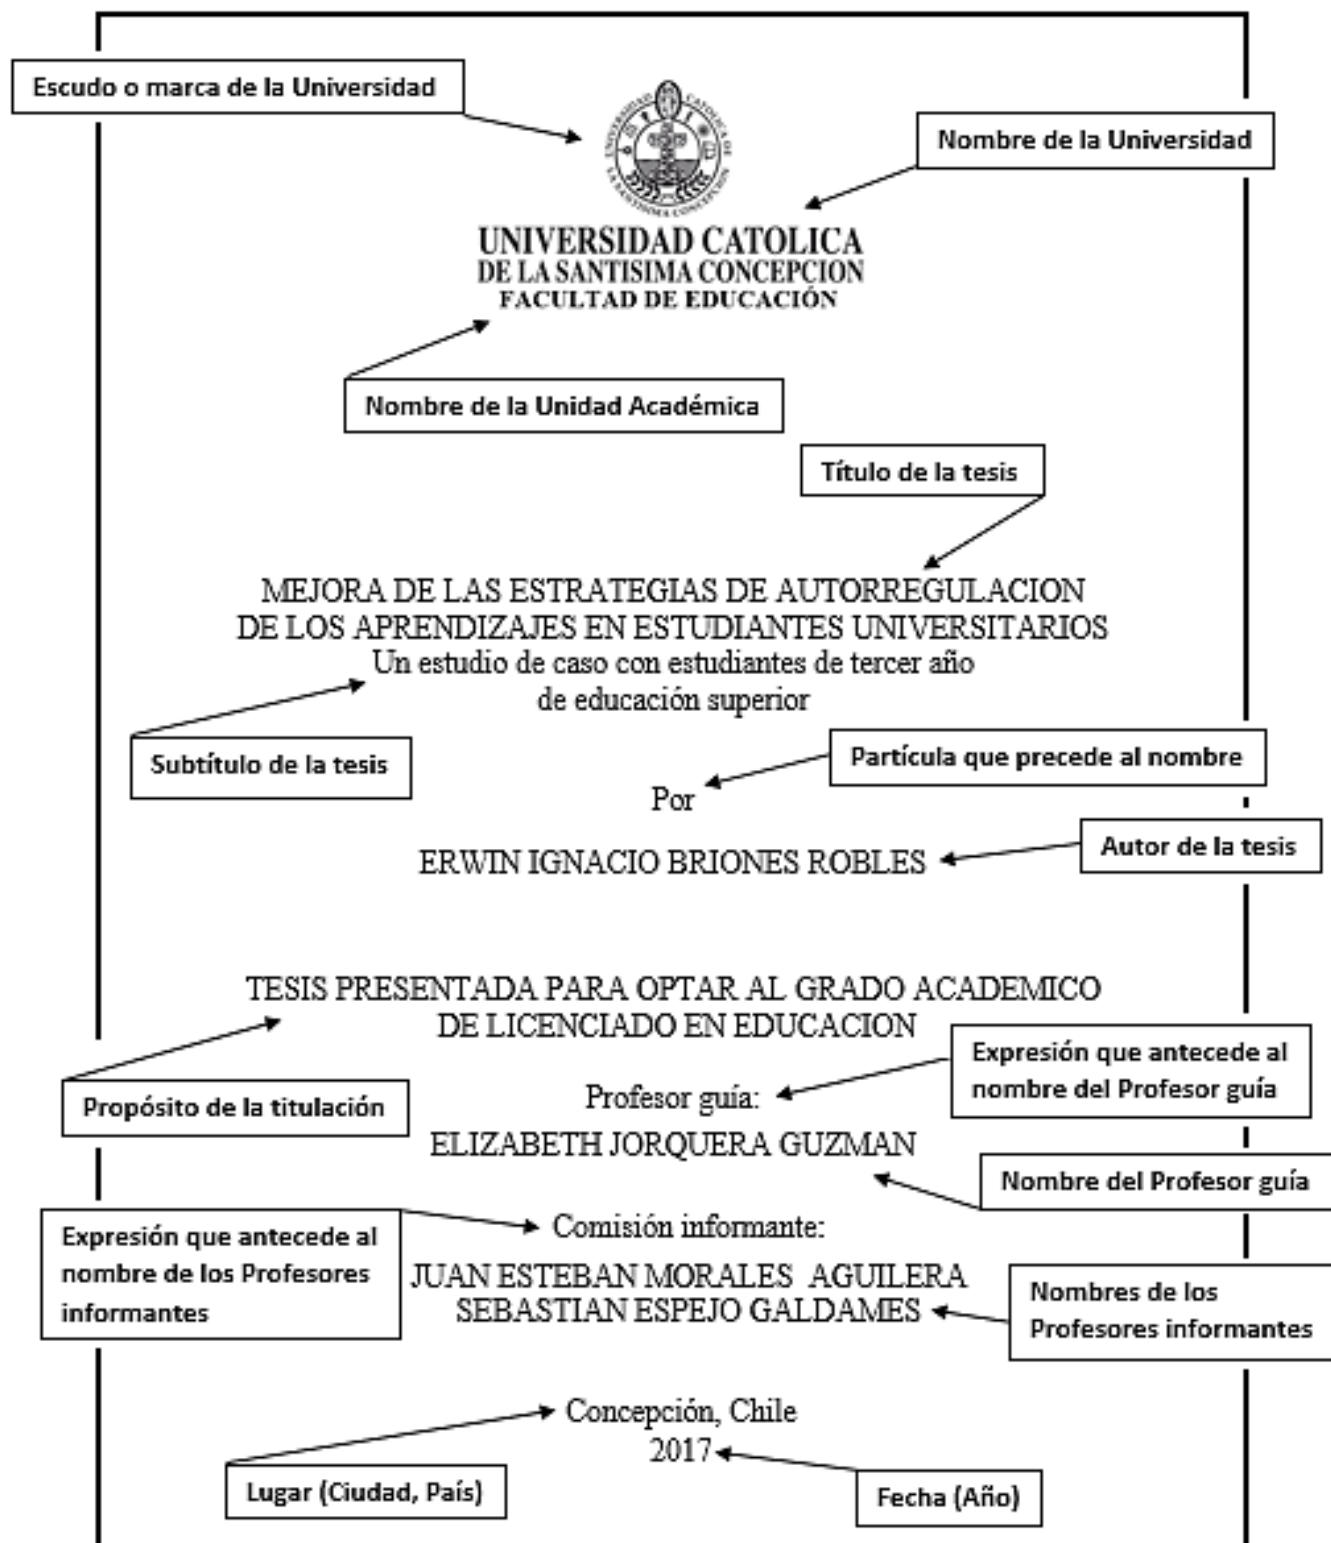 Escudo o marca de la Universidad
UNIVERSIDAD CATOLICA DE
LA SANTISIMA CONCEPCION
Nombre de la Universidad
UNIVERSIDAD CATOLICA
DE LA SANTISIMA CONCEPCION
FACULTAD DE EDUCACIÓN
Nombre de la Unidad Académica
Título de la tesis
MEJORA DE LAS ESTRATEGIAS DE AUTORREGULACION
DE LOS APRENDIZAJES EN ESTUDIANTES UNIVERSITARIOS
Un estudio de caso con estudiantes de tercer año
de educación superior
Subtítulo de la tesis
Partícula que precede al nombre
Por
Autor de la tesis
ERWIN IGNACIO BRIONES ROBLES
TESIS PRESENTADA PARA OPTAR AL GRADO ACADEMICO
DE LICENCIADO EN EDUCACION
Propósito de la titulación
Expresión que antecede al
nombre del Profesor guía
Profesor guía:
ELIZABETH JORQUERA GUZMAN
Nombre del Profesor guía
Expresión que antecede al
nombre de los Profesores
informantes
Comisión informante:
JUAN ESTEBAN MORALES AGUILERA
SEBASTIAN ESPEJO GALDAMES
Nombres de los
Profesores informantes
Concepción, Chile
2017
Lugar (Ciudad, País)
Fecha (Año)